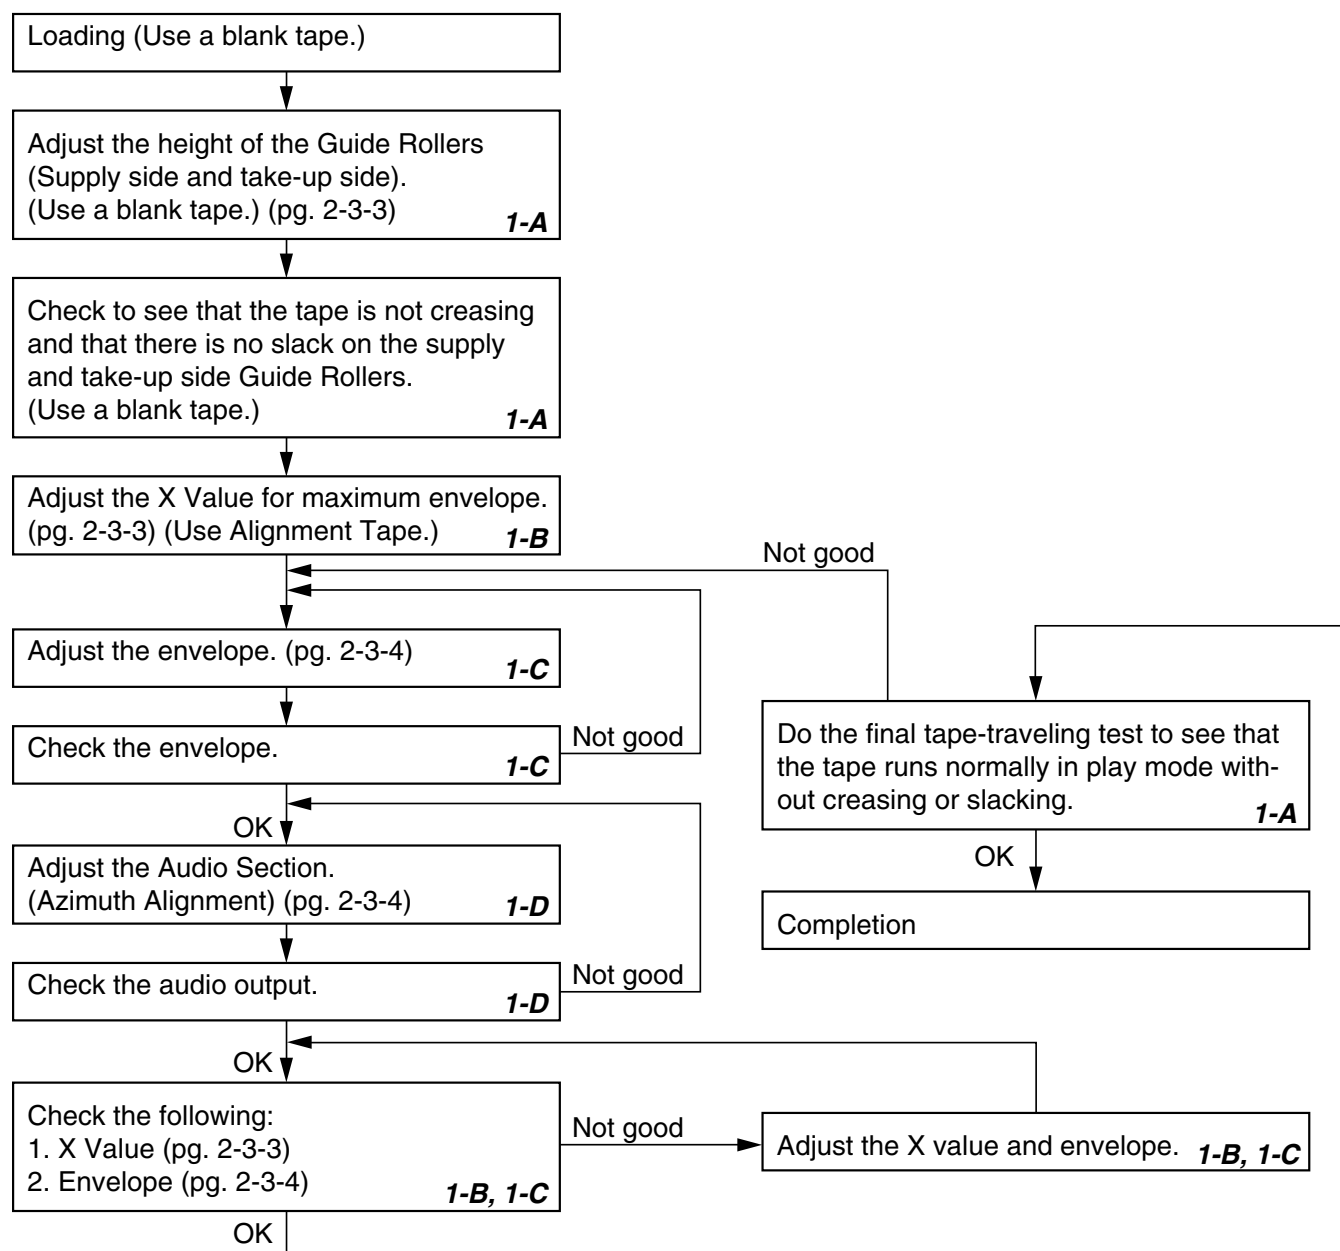 Loading (Use a blank tape.)
Adjust the height of the Guide Rollers
(Supply side and take-up side).
(Use a blank tape.) (pg. 2-3-3)
1-A
Check to see that the tape is not creasing
and that there is no slack on the supply
and take-up side Guide Rollers.
(Use a blank tape.)
1-A
Adjust the X Value for maximum envelope.
(pg. 2-3-3) (Use Alignment Tape.)
1-B
Not good
Adjust the envelope. (pg. 2-3-4)
1-C
Check the envelope.
1-C
Not good
OK
Adjust the Audio Section.
(Azimuth Alignment) (pg. 2-3-4)
1-D
Check the audio output.
1-D
Not good
OK
Check the following:
1. X Value (pg. 2-3-3)
2. Envelope (pg. 2-3-4)
1-B, 1-C
Not good
Adjust the X value and envelope.
1-B, 1-C
OK
Do the final tape-traveling test to see that
the tape runs normally in play mode with-
out creasing or slacking.
1-A
OK
Completion